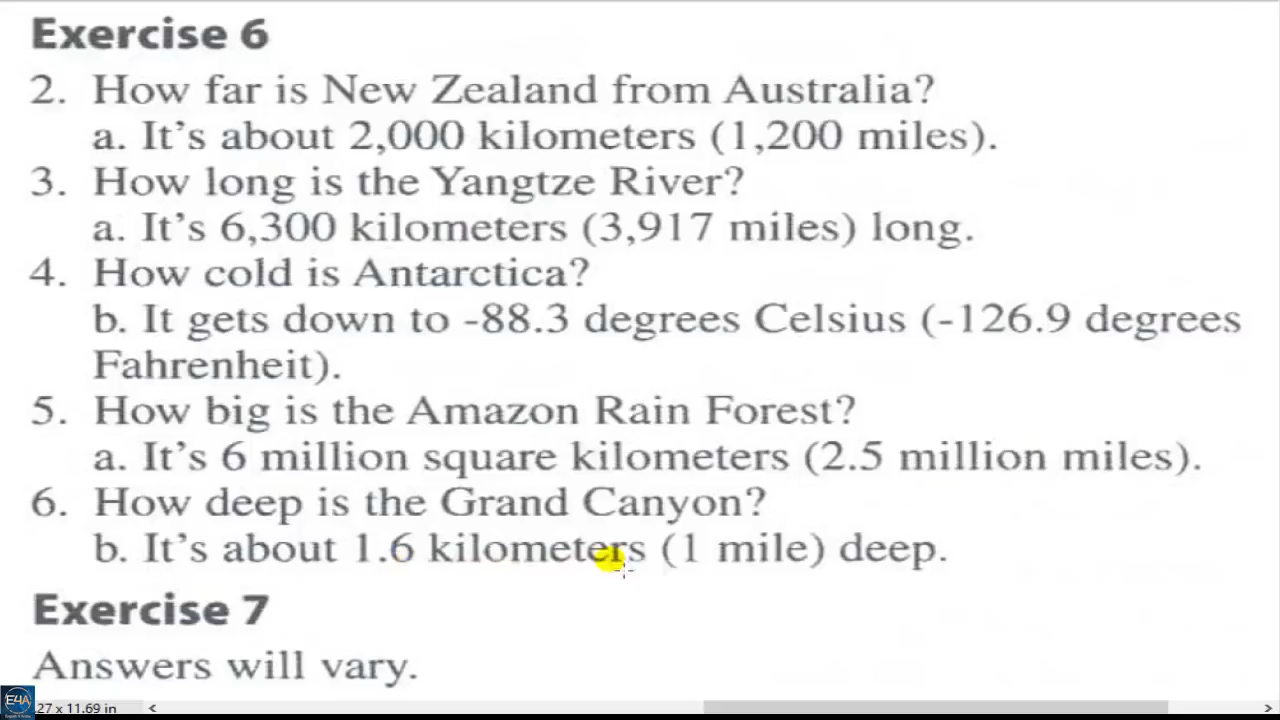 Exercise 6
2. How far is New Zealand from Australia?
a. It's about 2,000 kilometers (1,200 miles).
3. How long is the Yangtze River?
a. It's 6,300 kilometers (3,917 miles) long.
4. How cold is Antarctica?
b. It gets down to -88.3 degrees Celsius (-126.9 degrees
Fahrenheit).
5. How big is the Amazon Rain Forest?
a. It's 6 million square kilometers (2.5 million miles).
6. How deep is the Grand Canyon?
b. It's about 1.6 kilometers (1 mile) deep.
Exercise 7
Answers will vary.
E4A
27 x 11.69 in